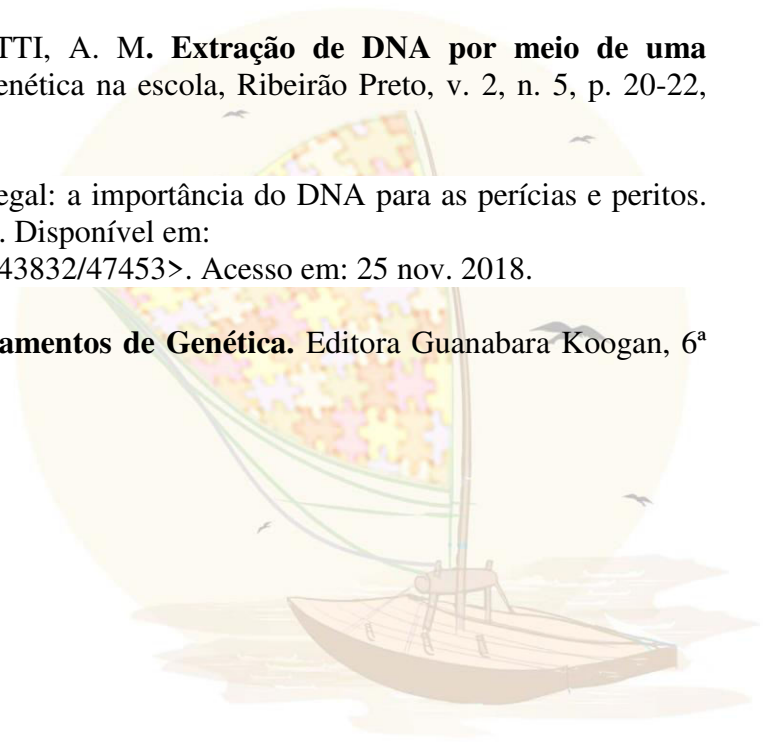 TTI, A. M. Extração de DNA por meio de uma
enética na escola, Ribeirão Preto, v. 2, n. 5, p. 20-22,
egal: a importância do DNA para as perícias e peritos.
. Disponível em:
43832/47453>. Acesso em: 25 nov. 2018.
amentos de Genética. Editora Guanabara Koogan, 6ª